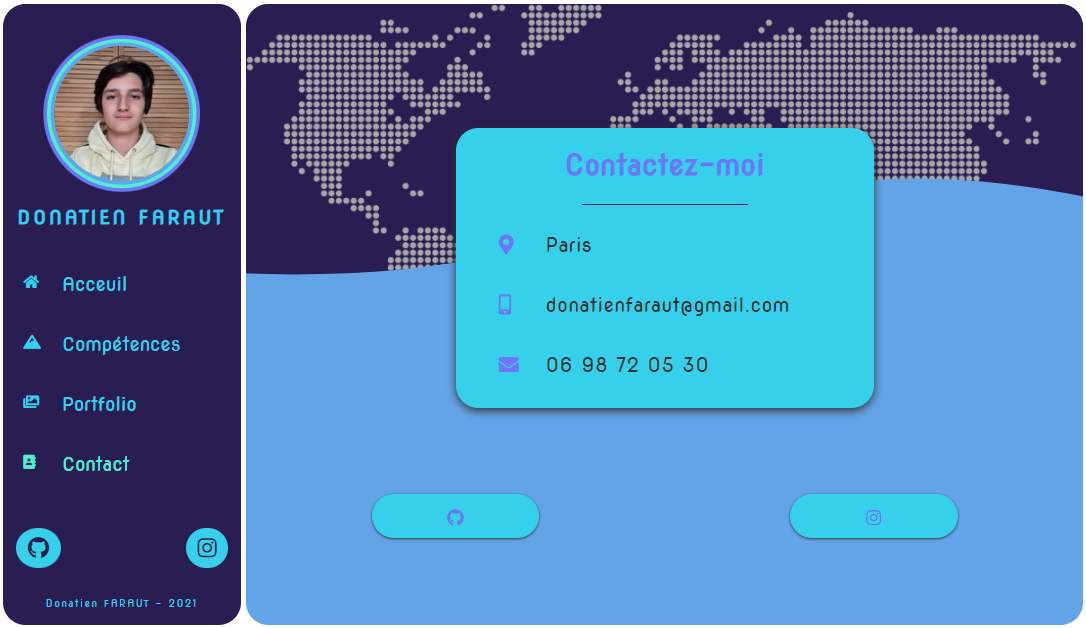 DONATIEN FARAUT
Acceuil
Compétences
Portfolio
Contact
Donatien FARAUT - 2021
Contactez-moi
Paris
donatienfaraut@gmail.com
06 98 72 05 30